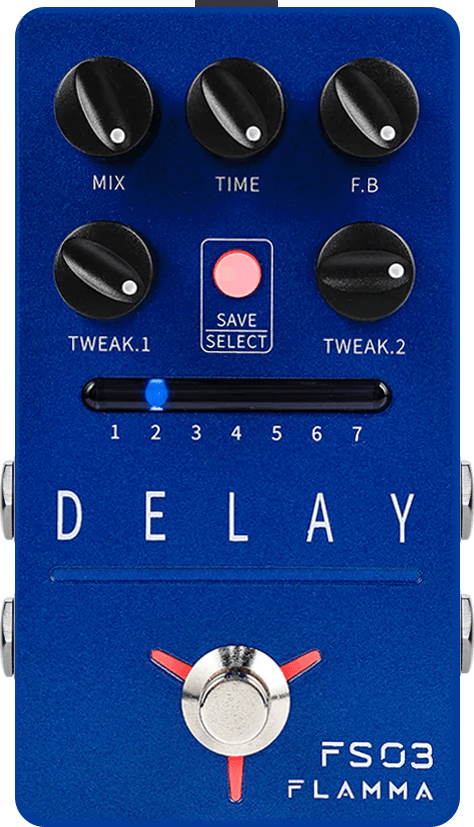 MIX TIME F.B
TWEAK.1 SAVE TWEAK.2
SELECT
1 2 3 4 5 6 7
DELAY
FS03
FLAMMA